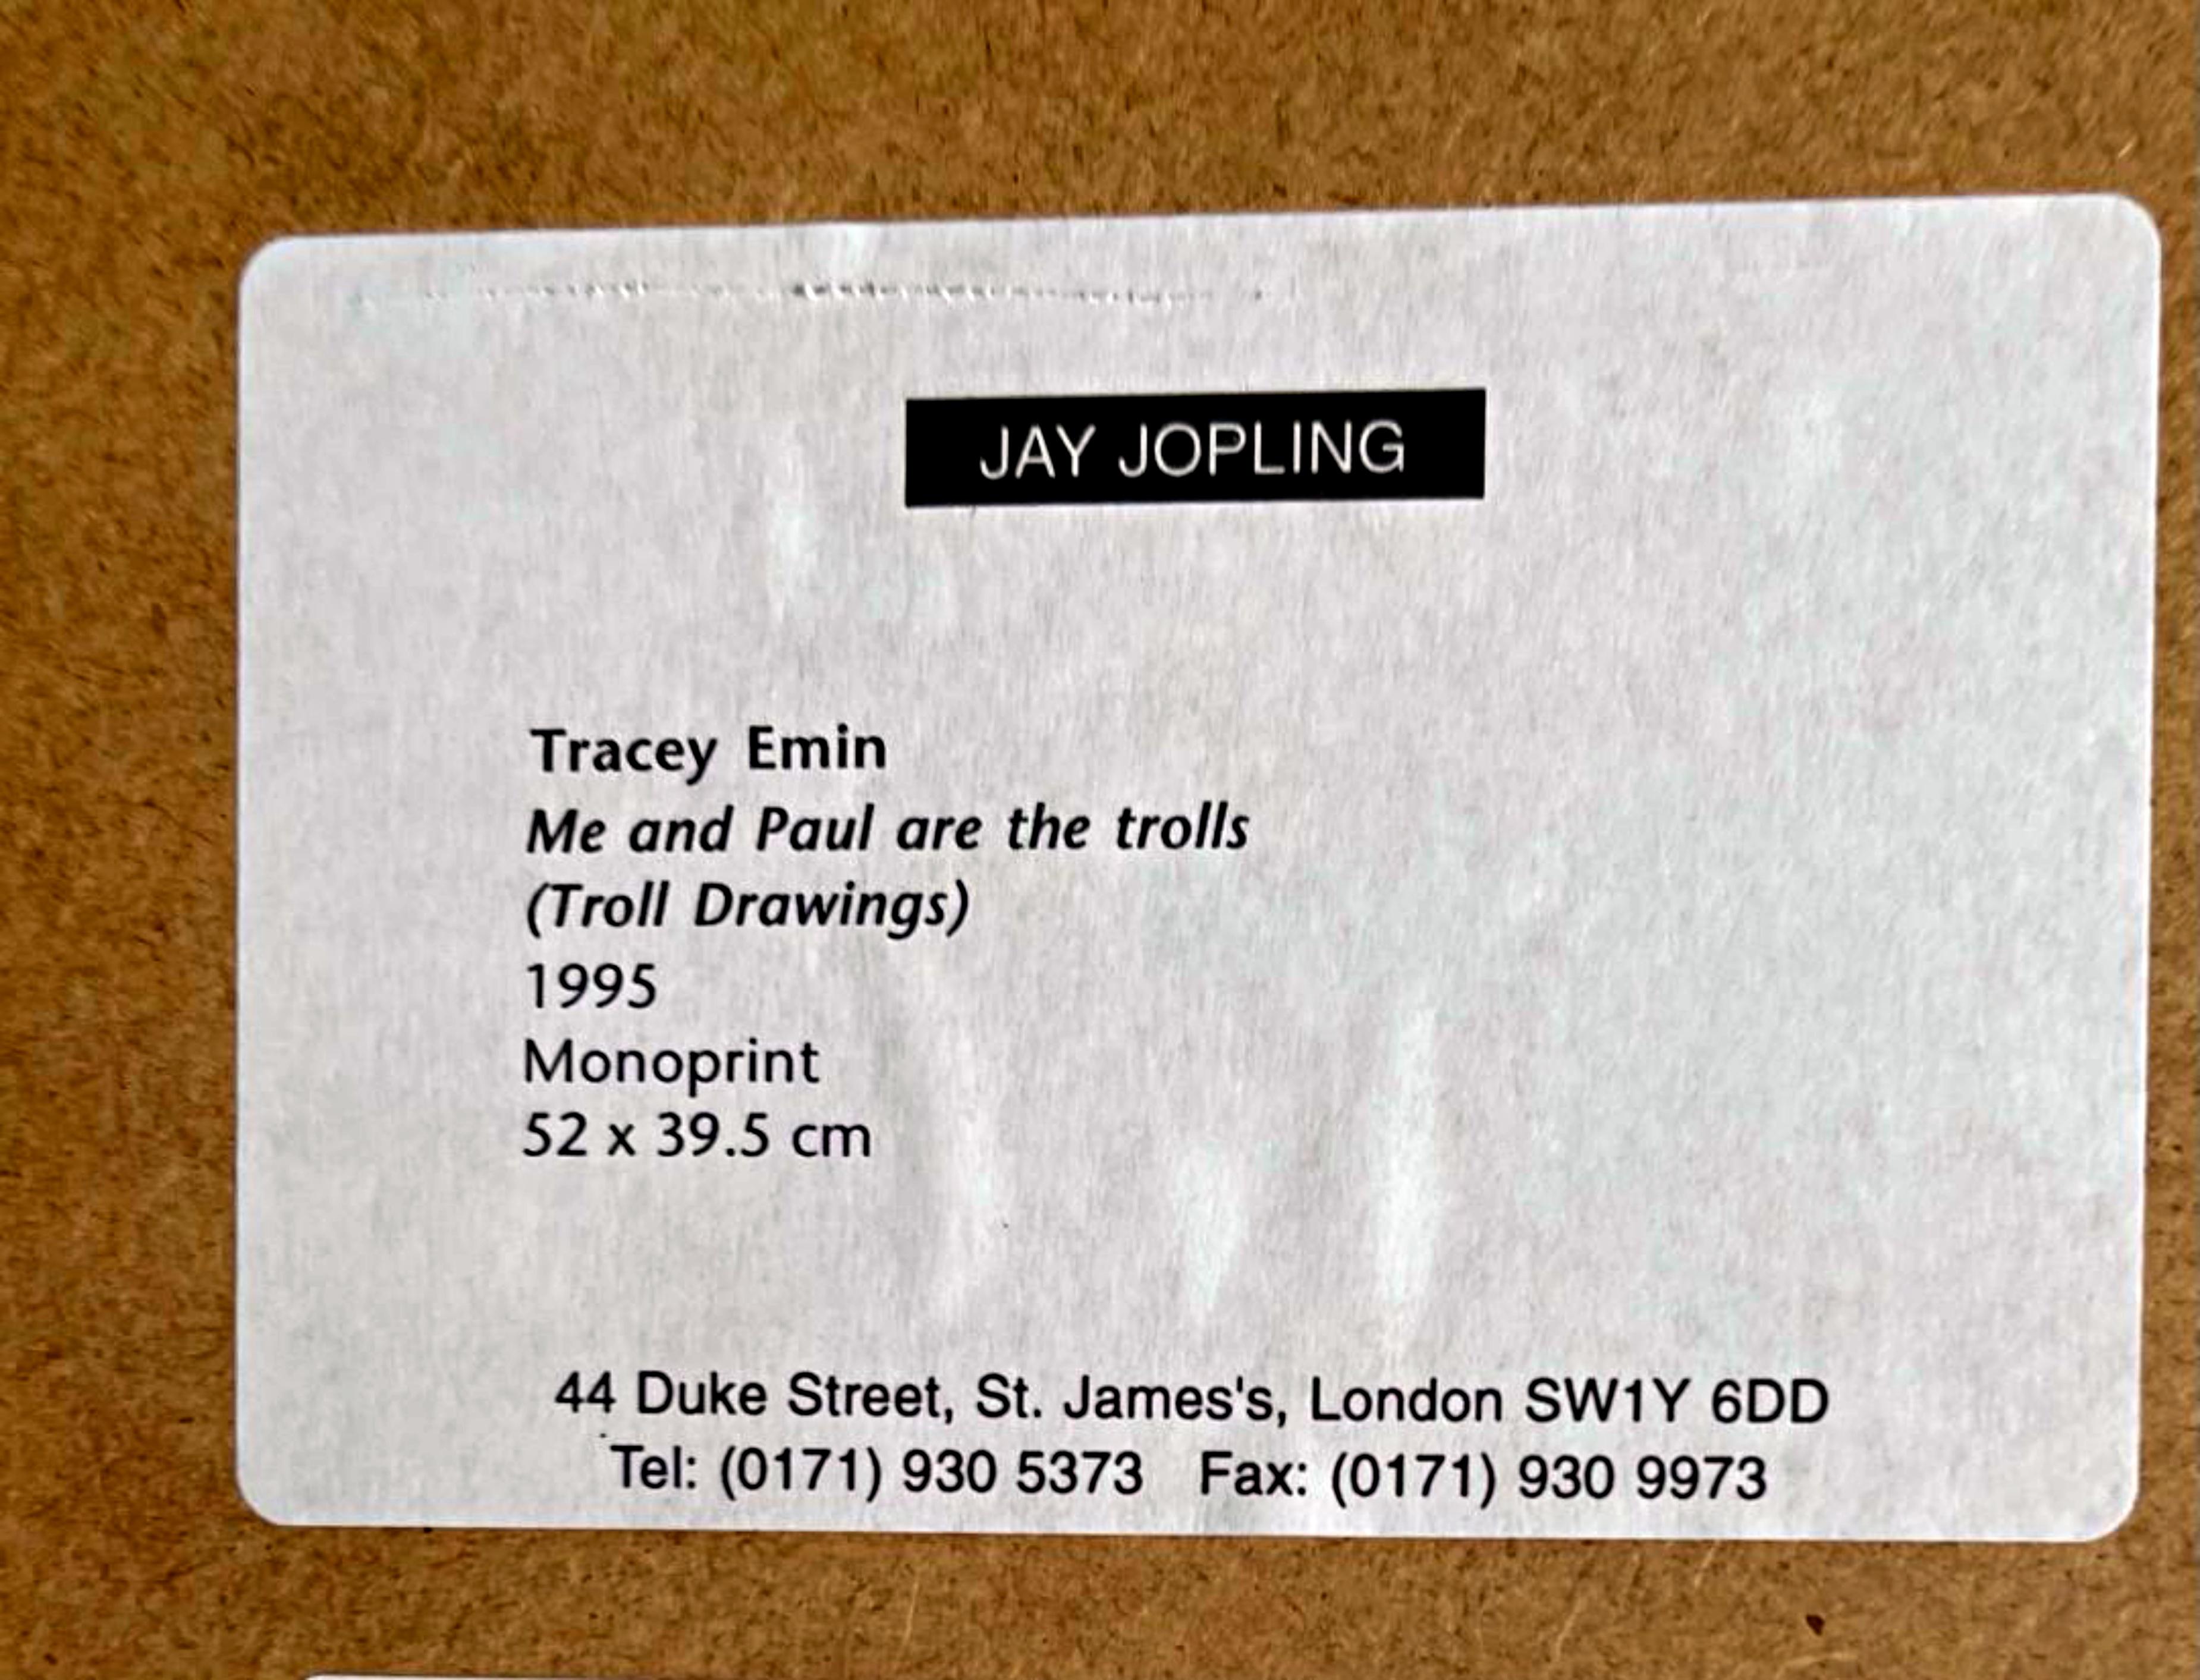 JAY JOPLING
Tracey Emin
Me and Paul are the trolls
(Troll Drawings)
1995
Monoprint
52 x 39.5 cm
44 Duke Street, St. James's, London SW1Y 6DD
Tel: (0171) 930 5373 Fax: (0171) 930 9973